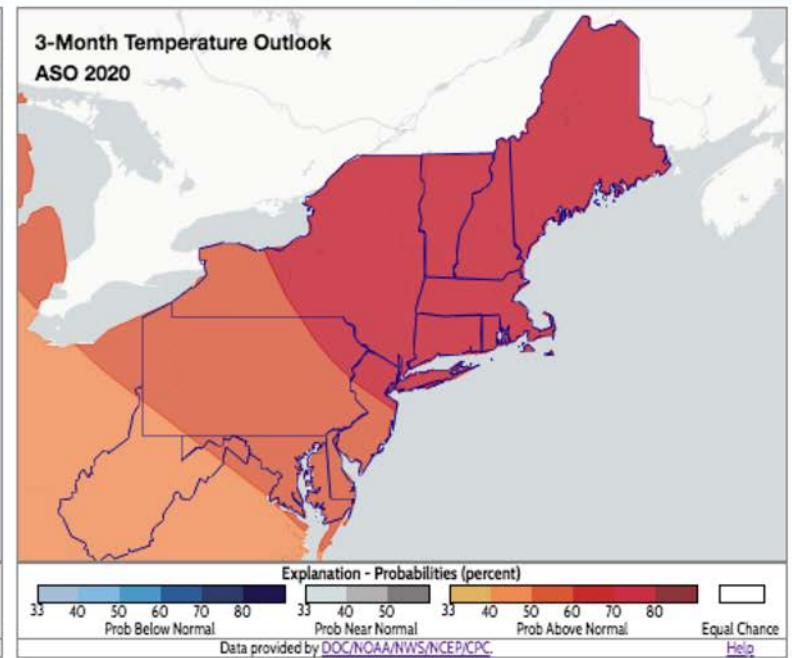 3-Month Temperature Outlook
ASO 2020
Explanation - Probabilities (percent)
33 40 50 60 70 80 33 40 50 33 40 50 60 70 80
Prob Below Normal Prob Near Normal Prob Above Normal Equal Chance
Data provided by DOC/NOAA/NWS/NCEP/CPC. Help